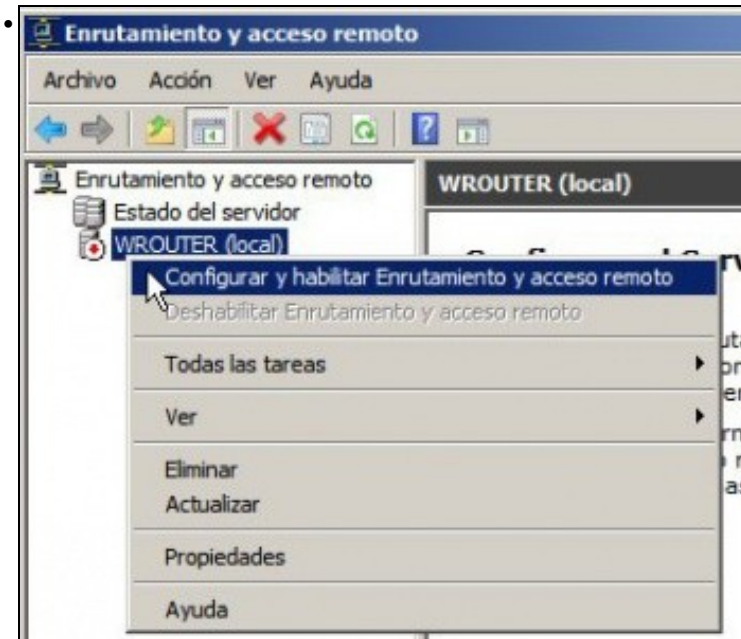 Enrutamiento y acceso remoto
Archivo Acción Ver Ayuda
Enrutamiento y acceso remoto
Estado del servidor
WROUTER (local)
WROUTER (local)
Configurar y habilitar Enrutamiento y acceso remoto
Deshabilitar Enrutamiento y acceso remoto
Todas las tareas
Ver
Eliminar
Actualizar
Propiedades
Ayuda